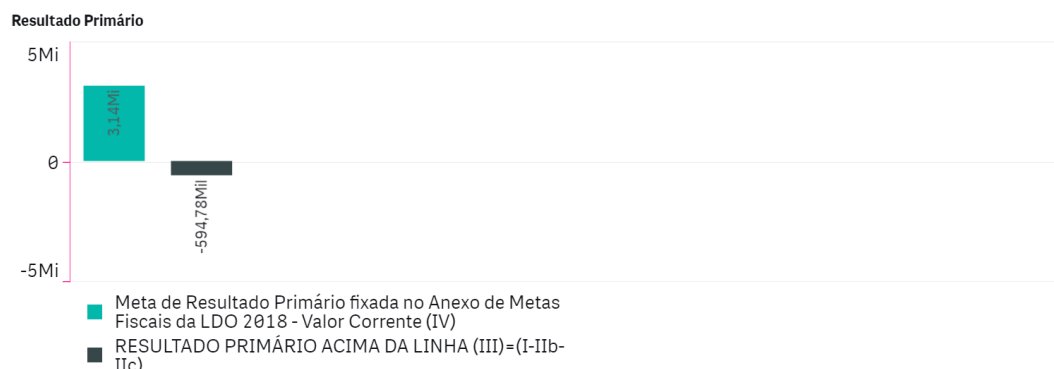 Resultado Primário
5Mi
3,14Mi
0
-594,78Mil
-5Mi
Meta de Resultado Primário fixada no Anexo de Metas
Fiscais da LDO 2018 - Valor Corrente (IV)
RESULTADO PRIMÁRIO ACIMA DA LINHA (III)=(I-IIb-
IIc)